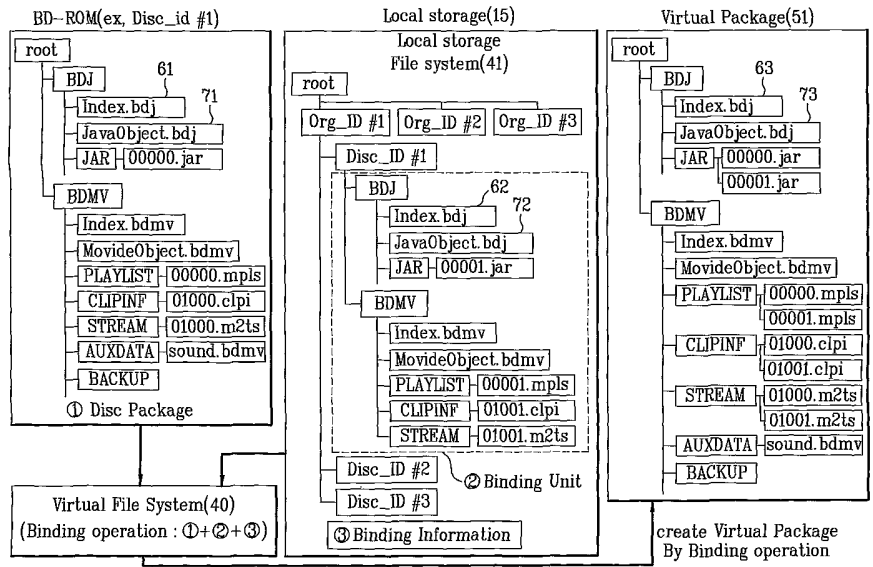 BD-ROM(ex, Disc_id #1)
root
BDJ
61
Index.bdj
71
JavaObject.bdj
JAR
00000.jar
BDMV
Index.bdmv
MovideObject.bdmv
PLAYLIST
00000.mpls
CLIPINF
01000.clpi
STREAM
01000.m2ts
AUXDATA
sound.bdmv
BACKUP
① Disc Package
Virtual File System(40)
(Binding operation : ①+②+③)
Local storage(15)
Local storage
File system(41)
root
Org_ID #1
Org_ID #2
Org_ID #3
Disc_ID #1
BDJ
62
Index.bdj
72
JavaObject.bdj
JAR
00001.jar
BDMV
Index.bdmv
MovideObject.bdmv
PLAYLIST
00001.mpls
CLIPINF
01001.clpi
STREAM
01001.m2ts
Disc_ID #2
② Binding Unit
Disc_ID #3
③ Binding Information
Virtual Package(51)
root
BDJ
63
Index.bdj
73
JavaObject.bdj
JAR
00000.jar
00001.jar
BDMV
Index.bdmv
MovideObject.bdmv
PLAYLIST
00000.mpls
00001.mpls
CLIPINF
01000.clpi
01001.clpi
STREAM
01000.m2ts
01001.m2ts
AUXDATA
sound.bdmv
BACKUP
create Virtual Package
By Binding operation